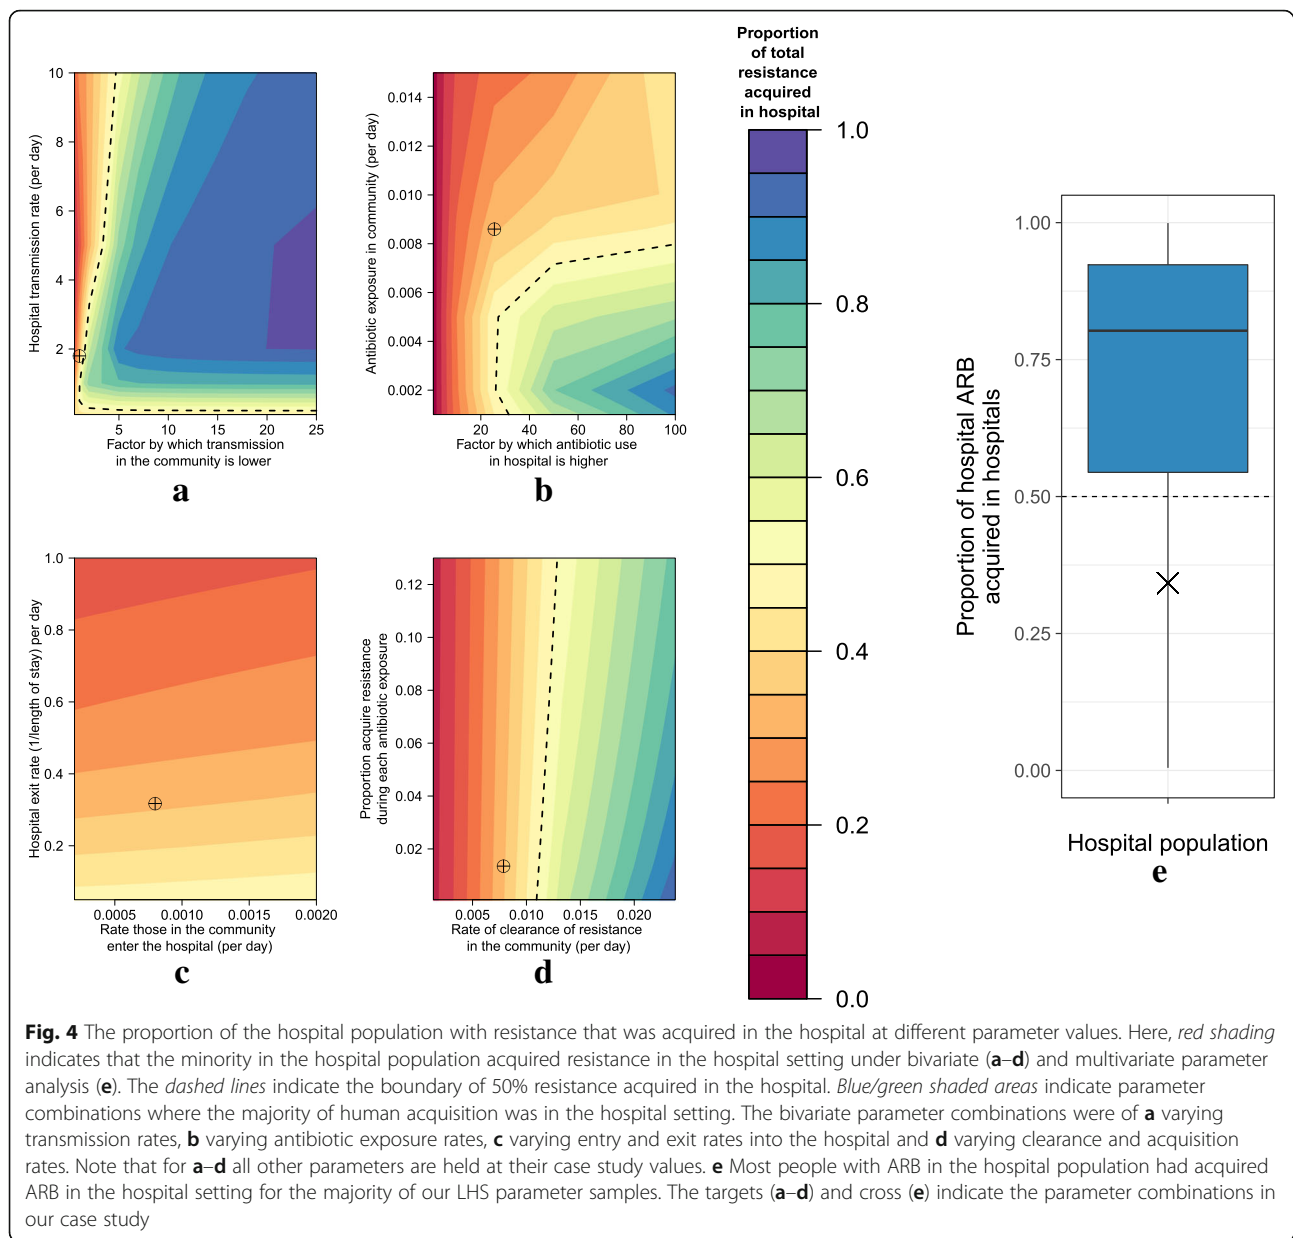 Proportion
of total
resistance
acquired
in hospital
10
8
6
4
2
Hospital transmission rate (per day)
5
10
15
20
25
Factor by which transmission
in the community is lower
a
0.014
0.012
0.010
0.008
0.006
0.004
0.002
Antibiotic exposure in community (per day)
20
40
60
80
100
Factor by which antibiotic use
in hospital is higher
b
1.0
0.8
0.6
0.4
0.2
Hospital exit rate (1/length of stay) per day
0.0005
0.0010
0.0015
0.0020
Rate those in the community
enter the hospital (per day)
c
0.12
0.10
0.08
0.06
0.04
0.02
Proportion acquire resistance
during each antibiotic exposure
0.005
0.010
0.015
0.020
Rate of clearance of resistance
in the community (per day)
d
1.0
0.8
0.6
0.4
0.2
0.0
1.00
0.75
0.50
0.25
0.00
Proportion of hospital ARB
acquired in hospitals
Hospital population
e
Fig. 4 The proportion of the hospital population with resistance that was acquired in the hospital at different parameter values. Here, red shading
indicates that the minority in the hospital population acquired resistance in the hospital setting under bivariate (a–d) and multivariate parameter
analysis (e). The dashed lines indicate the boundary of 50% resistance acquired in the hospital. Blue/green shaded areas indicate parameter
combinations where the majority of human acquisition was in the hospital setting. The bivariate parameter combinations were of a varying
transmission rates, b varying antibiotic exposure rates, c varying entry and exit rates into the hospital and d varying clearance and acquisition
rates. Note that for a–d all other parameters are held at their case study values. e Most people with ARB in the hospital population had acquired
ARB in the hospital setting for the majority of our LHS parameter samples. The targets (a–d) and cross (e) indicate the parameter combinations in
our case study